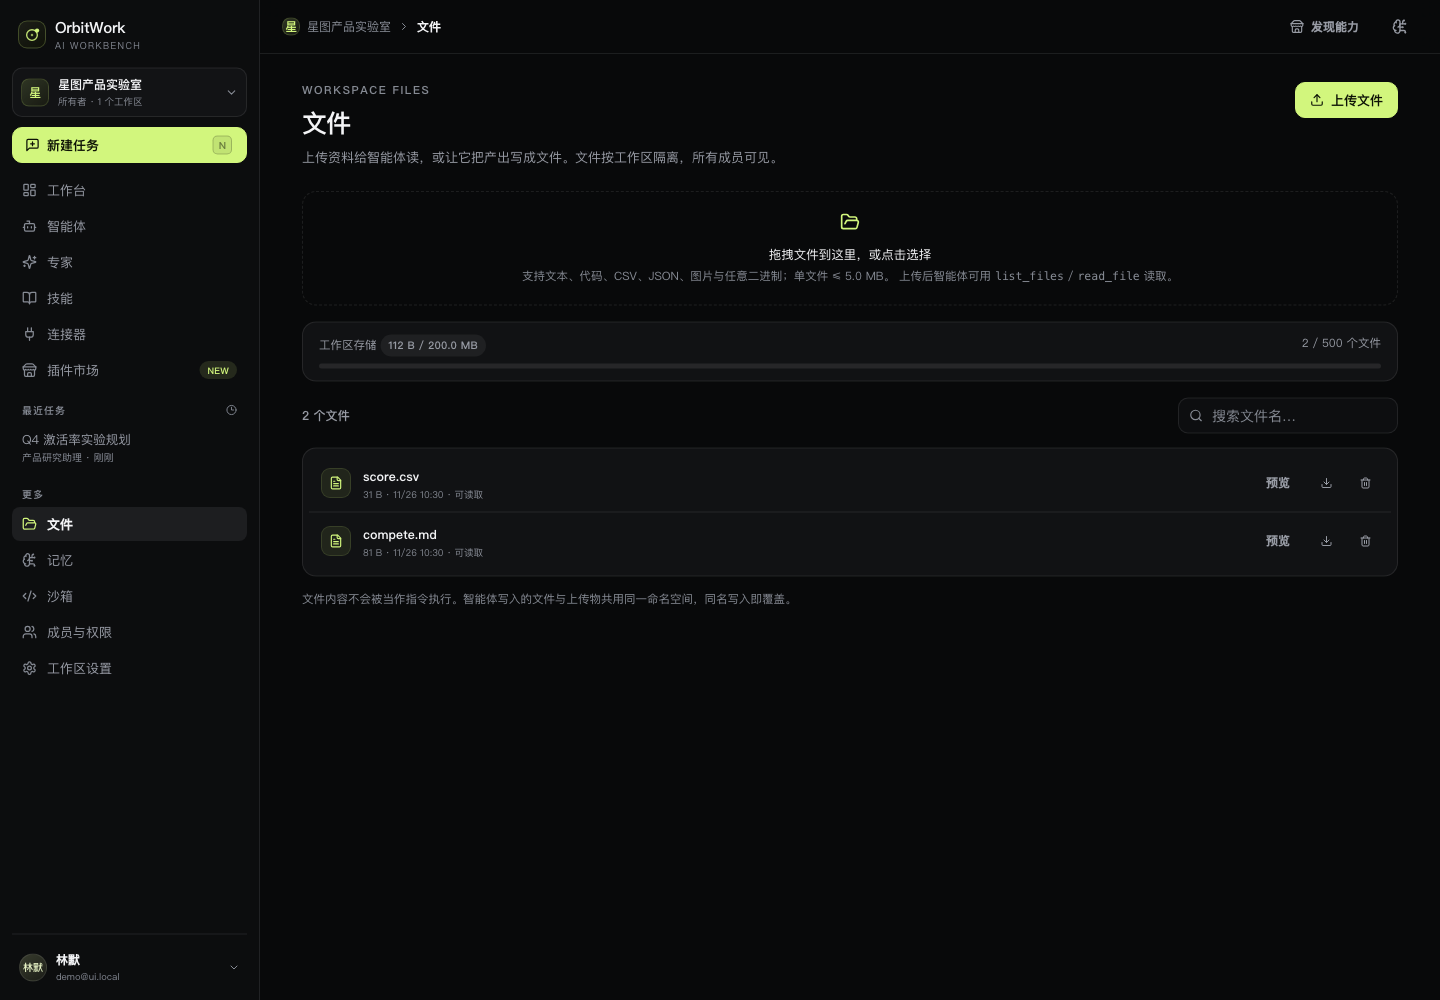 OrbitWork
AI WORKBENCH
星
星图产品实验室
所有者 · 1 个工作区
新建任务
N
工作台
智能体
专家
技能
连接器
插件市场
NEW
最近任务
Q4 激活率实验规划
产品研究助理 · 刚刚
更多
文件
记忆
沙箱
成员与权限
工作区设置
林默
林默
demo@ui.local
星 星图产品实验室 > 文件
发现能力
WORKSPACE FILES
文件
上传资料给智能体读，或让它把产出写成文件。文件按工作区隔离，所有成员可见。
上传文件
拖拽文件到这里，或点击选择
支持文本、代码、CSV、JSON、图片与任意二进制；单文件 ≤ 5.0 MB。 上传后智能体可用 list_files / read_file 读取。
工作区存储 112 B / 200.0 MB
2 / 500 个文件
2 个文件
搜索文件名...
score.csv
31 B · 11/26 10:30 · 可读取
预览
compete.md
81 B · 11/26 10:30 · 可读取
预览
文件内容不会被当作指令执行。智能体写入的文件与上传物共用同一命名空间，同名写入即覆盖。